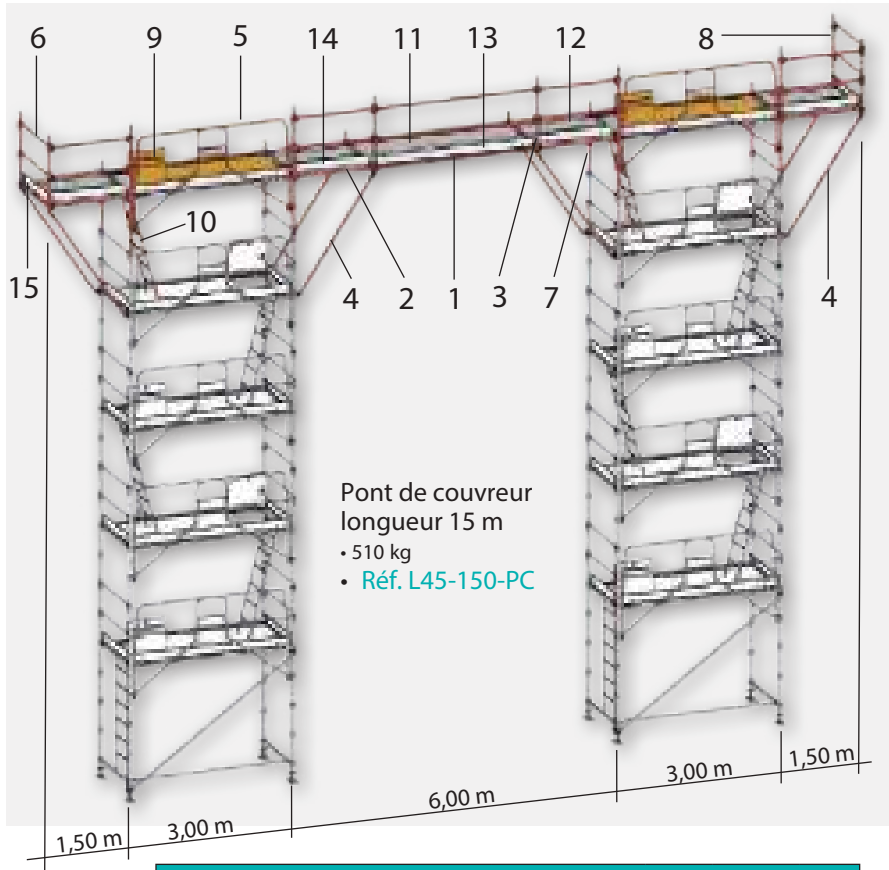 6 9 5 14 11 13 12 8
10
15 4 2 1 3 7 4
Pont de couvreur
longueur 15 m
• 510 kg
• Réf. L45-150-PC
1,50 m 3,00 m 6,00 m 3,00 m 1,50 m